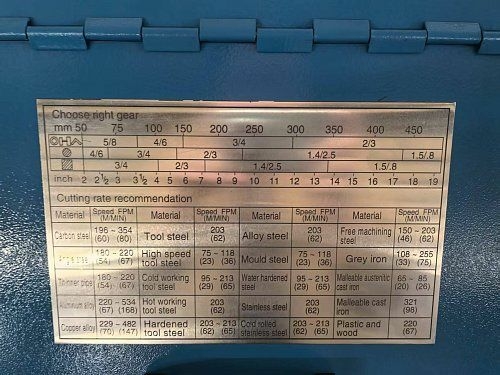 Choose right gear
mm 50 75 100 150 200 250 300 350 400 450
5/8 4/6 3/4 2/3
4/6 3/4 2/3 1.4/2.5 1.5/.8
3/4 2/3 1.4/2.5 1.5/.8
inch 2 2½ 3 3½ 4 5 6 7 8 9 10 11 12 13 14 15 16 17 18 19
Cutting rate recommendation
Material Speed FPM (M/MIN) Material Speed FPM (M/MIN) Material Speed FPM (M/MIN) Material Speed FPM (M/MIN)
Carbon steel 196 ~ 354 (60) (80) Tool steel 203 (62) Alloy steel 203 (62) Free machining steel 150 ~ 203 (46) (62)
steel 180 ~ 220 (54) (67) High speed tool steel 75 ~ 118 (23) (36) Mould steel 75 ~ 118 (23) (36) Grey iron 108 ~ 255 (33) (75)
Thinner pipe 180 ~ 220 (54) (67) Cold working tool steel 95 ~ 213 (29) (65) Water hardened steel 95 ~ 213 (29) (65) Malleable austenitic cast iron 65 ~ 85 (20) (26)
Aluminum alloy 220 ~ 534 (67) (168) Hot working tool steel 203 (62) Stainless steel 203 (62) Malleable cast iron 321 (98)
Copper alloy 229 ~ 482 (70) (147) Hardened tool steel 203 ~ 213 (62) (65) Cold rolled stainless steel 203 ~ 213 (62) (65) Plastic and wood 220 (67)